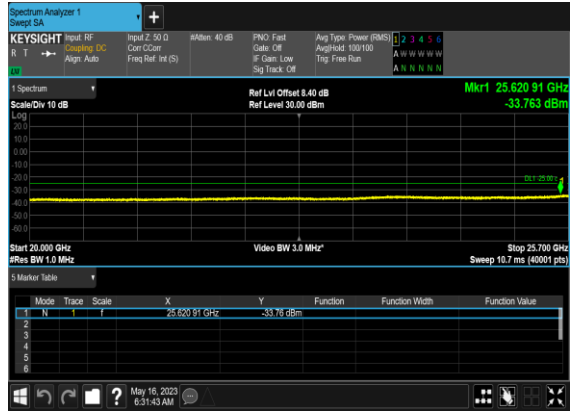 Spectrum Analyzer 1
Swept SA
KEYSIGHT Input: RF Input Z: 50 Ω #Atten: 40 dB PNO: Fast Avg Type: Power (RMS) 1 2 3 4 5 6
R T Coupling: DC Corr CCorr Gate: Off Avg|Hold: 100/100 A W W W W W
Align: Auto Freq Ref: Int (S) IF Gain: Low Trig: Free Run
Sig Track: Off A N N N N N
1 Spectrum Ref Lvl Offset 8.40 dB Mkr1 25.620 91 GHz
Scale/Div 10 dB Ref Level 30.00 dBm -33.763 dBm
Log
20.0
10.0
0.00
-10.0
-20.0
-30.0
-40.0
-50.0
-60.0
Start 20.000 GHz Video BW 3.0 MHz* Stop 25.700 GHz
#Res BW 1.0 MHz Sweep 10.7 ms (40001 pts)
5 Marker Table
Mode Trace Scale X Y Function Function Width Function Value
1 N 1 f 25.620 91 GHz -33.76 dBm
2
3
4
5
6
? May 16, 2023
6:31:43 AM